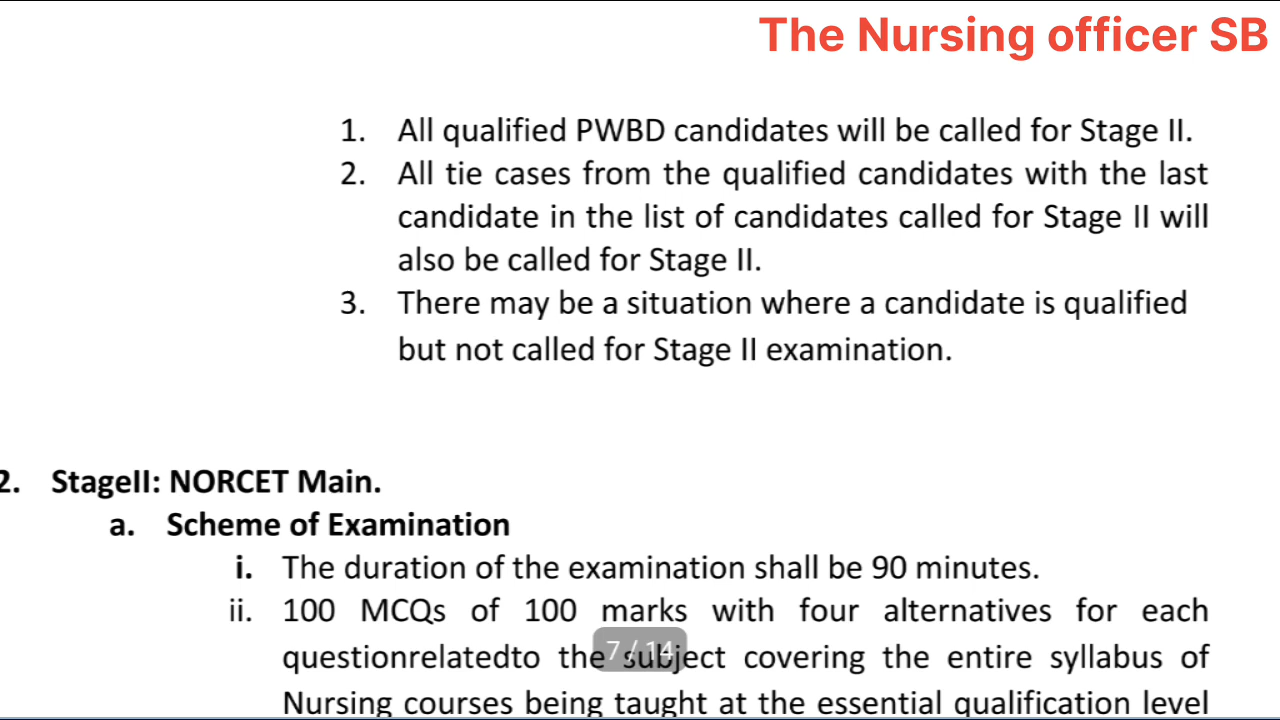 The Nursing officer SB
1. All qualified PWBD candidates will be called for Stage II.
2. All tie cases from the qualified candidates with the last
candidate in the list of candidates called for Stage II will
also be called for Stage II.
3. There may be a situation where a candidate is qualified
but not called for Stage II examination.
2. StageII: NORCET Main.
a. Scheme of Examination
i. The duration of the examination shall be 90 minutes.
ii. 100 MCQs of 100 marks with four alternatives for each
questionrelatedto the subject covering the entire syllabus of
7 / 14
Nursing courses being taught at the essential qualification level